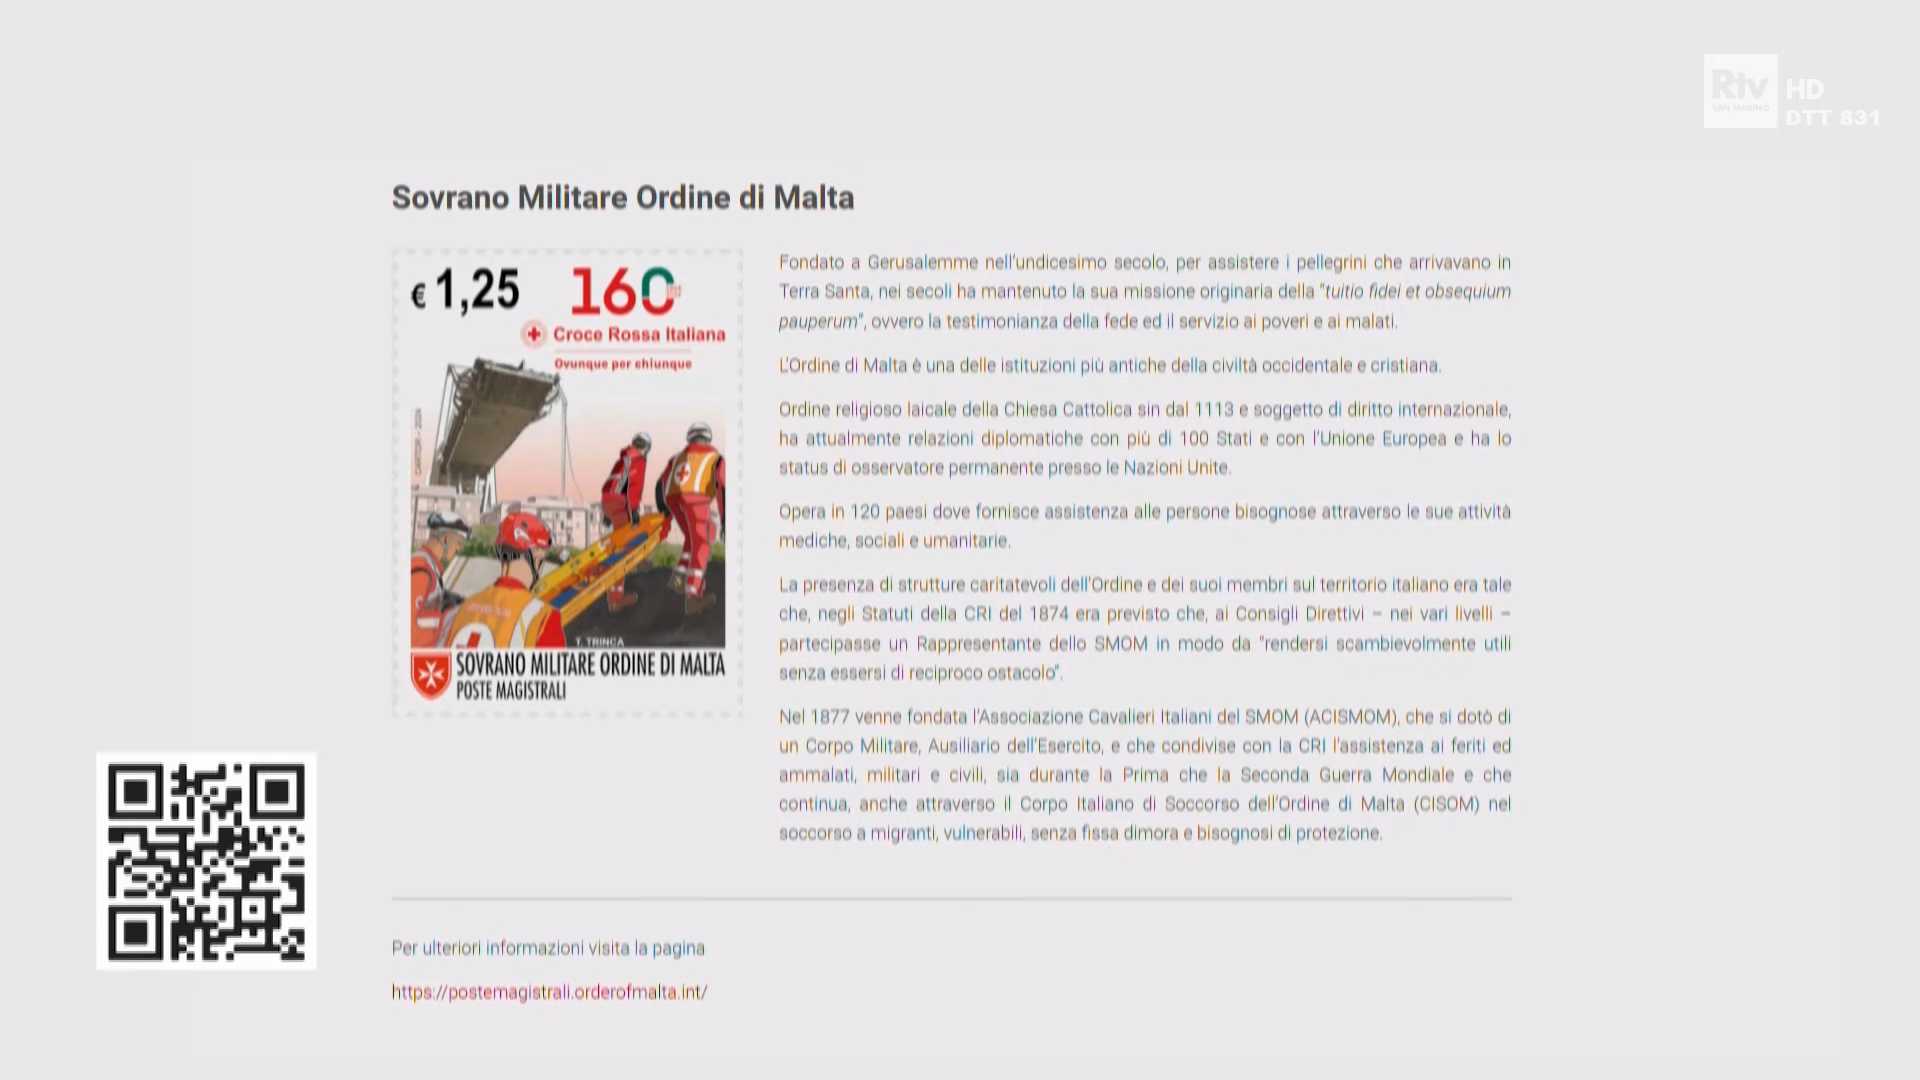 Rtv
SAN MARINO
HD
DTT 831
Sovrano Militare Ordine di Malta
€ 1,25
160
Croce Rossa Italiana
Ovunque per chiunque
CARTOR - 2024
T. TRINCA
SOVRANO MILITARE ORDINE DI MALTA
POSTE MAGISTRALI
Fondato a Gerusalemme nell'undicesimo secolo, per assistere i pellegrini che arrivavano in
Terra Santa, nei secoli ha mantenuto la sua missione originaria della "tuitio fidei et obsequium
pauperum", ovvero la testimonianza della fede ed il servizio ai poveri e ai malati.
L'Ordine di Malta è una delle istituzioni più antiche della civiltà occidentale e cristiana.
Ordine religioso laicale della Chiesa Cattolica sin dal 1113 e soggetto di diritto internazionale,
ha attualmente relazioni diplomatiche con più di 100 Stati e con l'Unione Europea e ha lo
status di osservatore permanente presso le Nazioni Unite.
Opera in 120 paesi dove fornisce assistenza alle persone bisognose attraverso le sue attività
mediche, sociali e umanitarie.
La presenza di strutture caritatevoli dell'Ordine e dei suoi membri sul territorio italiano era tale
che, negli Statuti della CRI del 1874 era previsto che, ai Consigli Direttivi – nei vari livelli –
partecipasse un Rappresentante dello SMOM in modo da "rendersi scambievolmente utili
senza essersi di reciproco ostacolo".
Nel 1877 venne fondata l'Associazione Cavalieri Italiani del SMOM (ACISMOM), che si dotò di
un Corpo Militare, Ausiliario dell'Esercito, e che condivise con la CRI l'assistenza ai feriti ed
ammalati, militari e civili, sia durante la Prima che la Seconda Guerra Mondiale e che
continua, anche attraverso il Corpo Italiano di Soccorso dell'Ordine di Malta (CISOM) nel
soccorso a migranti, vulnerabili, senza fissa dimora e bisognosi di protezione.
Per ulteriori informazioni visita la pagina
https://postemagistrali.orderofmalta.int/